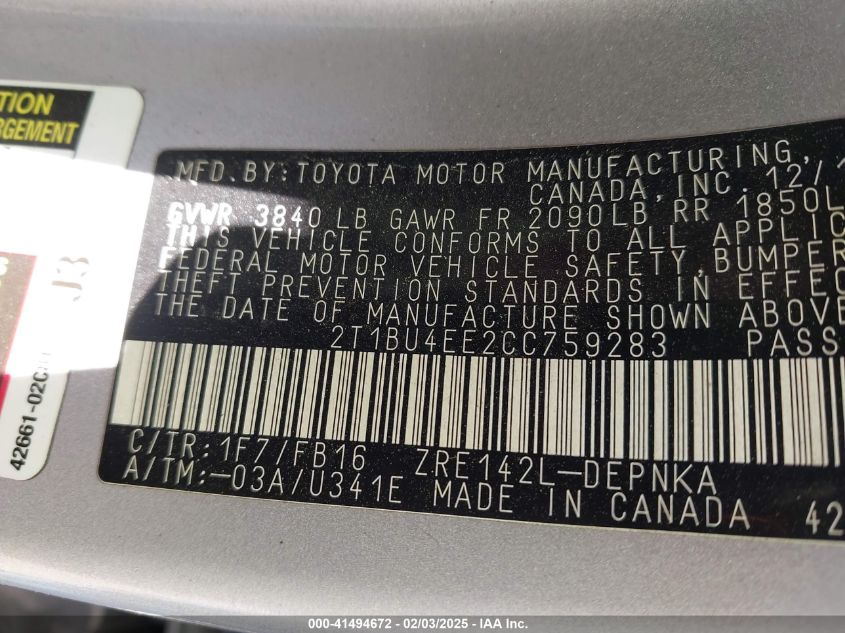 TION
RGEMENT
42661-02C
MFD. BY: TOYOTA MOTOR MANUFACTURING,
CANADA, INC. 12/1
GVWR 3840 LB GAWR FR 2090LB RR 1850L
THIS VEHICLE CONFORMS TO ALL APPLIC
FEDERAL MOTOR VEHICLE SAFETY, BUMPER
THEFT PREVENTION STANDARDS IN EFFEC
THE DATE OF MANUFACTURE SHOWN ABOVE
2T1BU4EE2CC759283 PASS
C/TR: 1F7/FB16 ZRE142L-DEPNKA
A/TM: -03A/U341E MADE IN CANADA 42
000-41494672 - 02/03/2025 - IAA Inc.